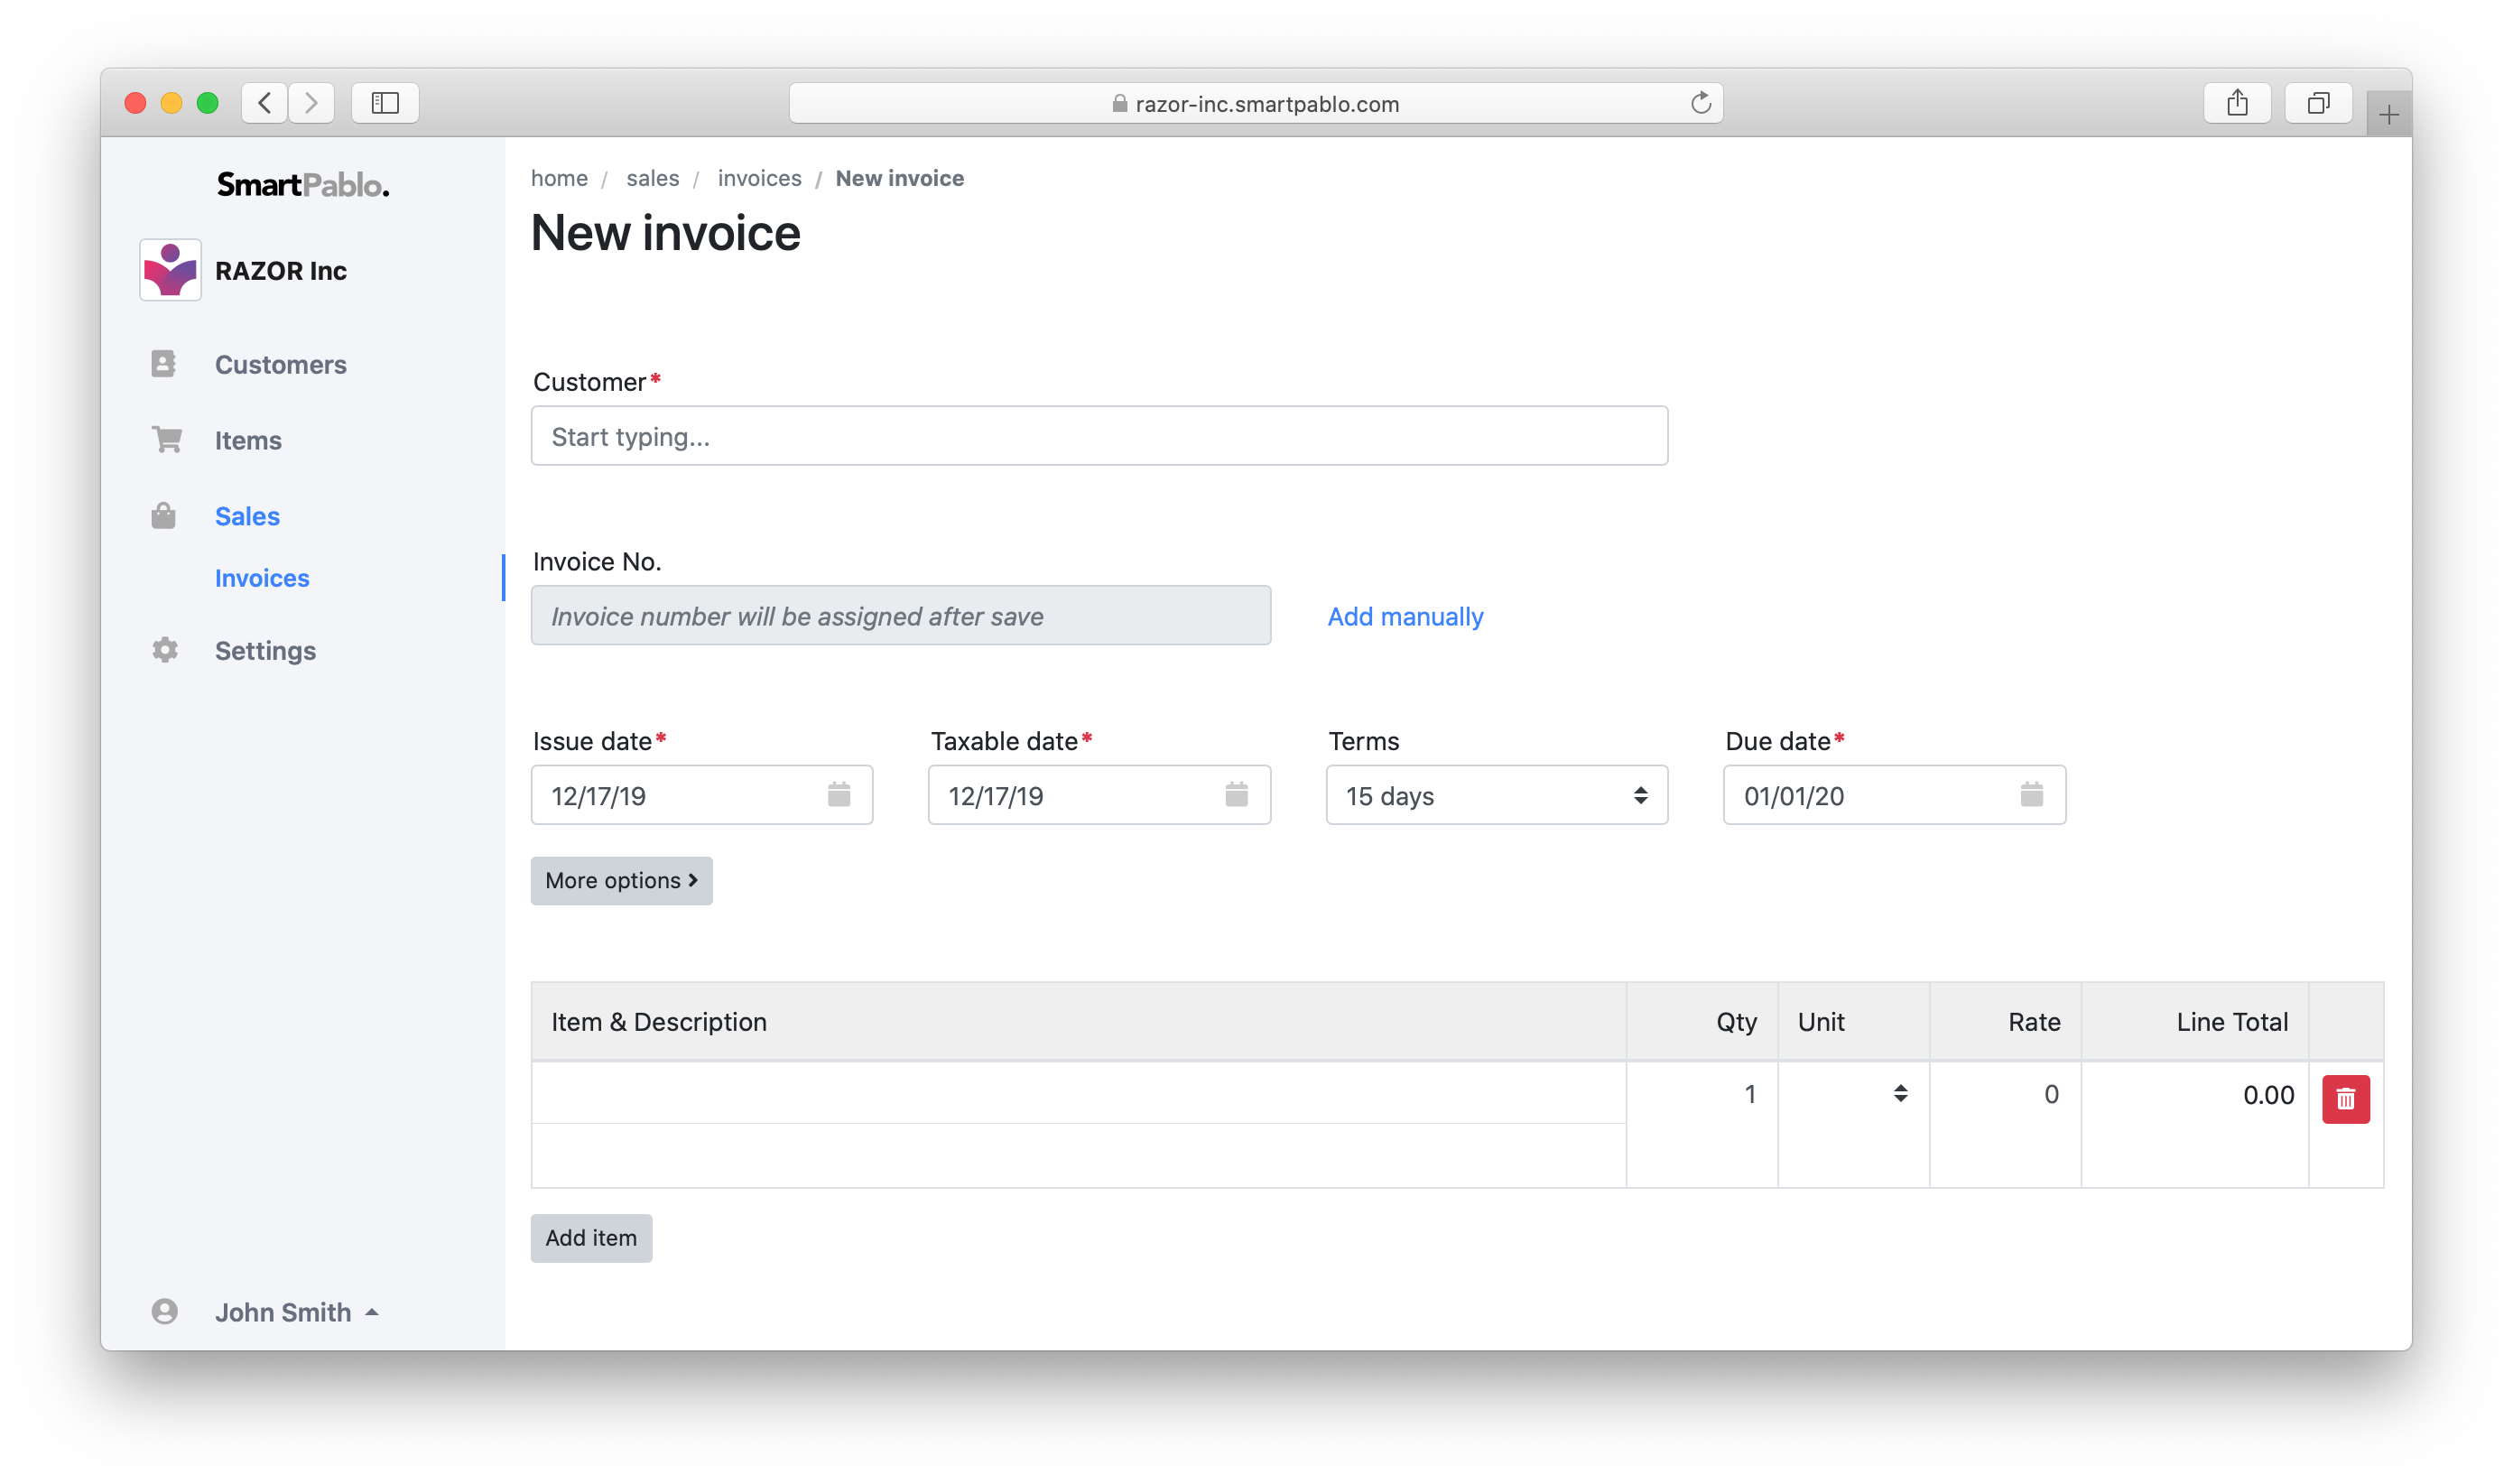 razor-inc.smartpablo.com
SmartPablo.
RAZOR Inc
Customers
Items
Sales
Invoices
Settings
John Smith
home / sales / invoices / New invoice
New invoice
Customer*
Start typing...
Invoice No.
Invoice number will be assigned after save
Add manually
Issue date* Taxable date* Terms Due date*
12/17/19 12/17/19 15 days 01/01/20
More options
Item & Description Qty Unit Rate Line Total
1 0 0.00
Add item